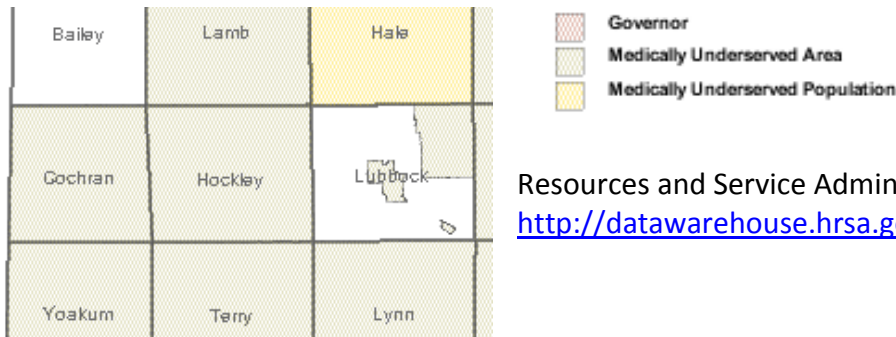 Bailey
Lamb
Hale
Cochran
Hockley
Lubbock
Yoakum
Terry
Lynn
Governor
Medically Underserved Area
Medically Underserved Population
Resources and Service Admin
http://datawarehouse.hrsa.g